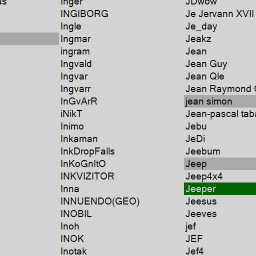 Inger
INGIBORG
Ingle
Ingmar
ingram
Ingvald
Ingvar
Ingvarr
InGvArR
iNikT
Inimo
Inkaman
InkDropFalls
InKoGnItO
INKVIZITOR
Inna
INNUENDO(GEO)
INOBIL
Inoh
INOK
Inotak
JDwow
Je Jervann XVII
Je_day
Jeakz
Jean
Jean Guy
Jean Qle
Jean Raymond
jean simon
Jean-pascal
Jebu
JeDi
Jeebum
Jeep
Jeep4x4
Jeeper
Jeesus
Jeeves
jef
JEF
Jef4